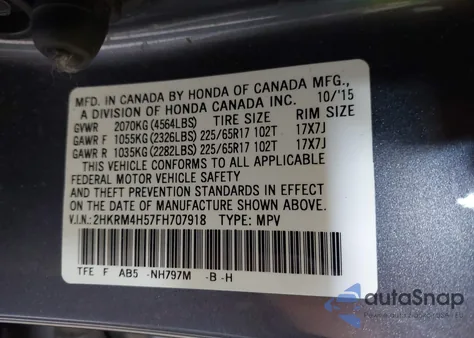 MFD. IN CANADA BY HONDA OF CANADA MFG.,
A DIVISION OF HONDA CANADA INC. 10/'15
GVWR 2070KG (4564LBS) TIRE SIZE RIM SIZE
GAWR F 1055KG (2326LBS) 225/65R17 102T 17X7J
GAWR R 1035KG (2282LBS) 225/65R17 102T 17X7J
THIS VEHICLE CONFORMS TO ALL APPLICABLE
FEDERAL MOTOR VEHICLE SAFETY
AND THEFT PREVENTION STANDARDS IN EFFECT
ON THE DATE OF MANUFACTURE SHOWN ABOVE.
V.I.N.: 2HKRM4H57FH707918 TYPE: MPV
TFE F AB5 -NH797M -B -H
autoSnap